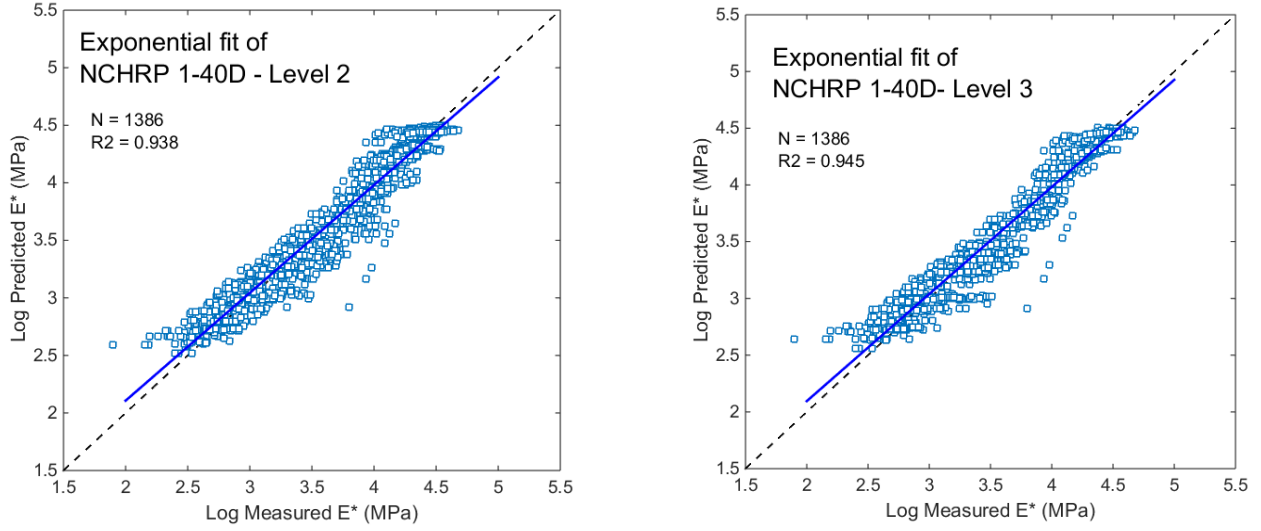 Exponential fit of
NCHRP 1-40D - Level 2
N = 1386
R2 = 0.938
5.5
5
4.5
4
3.5
3
2.5
2
1.5
Log Predicted E* (MPa)
1.5 2 2.5 3 3.5 4 4.5 5 5.5
Log Measured E* (MPa)
Exponential fit of
NCHRP 1-40D- Level 3
N = 1386
R2 = 0.945
5.5
5
4.5
4
3.5
3
2.5
2
1.5
Log Predicted E* (MPa)
1.5 2 2.5 3 3.5 4 4.5 5 5.5
Log Measured E* (MPa)